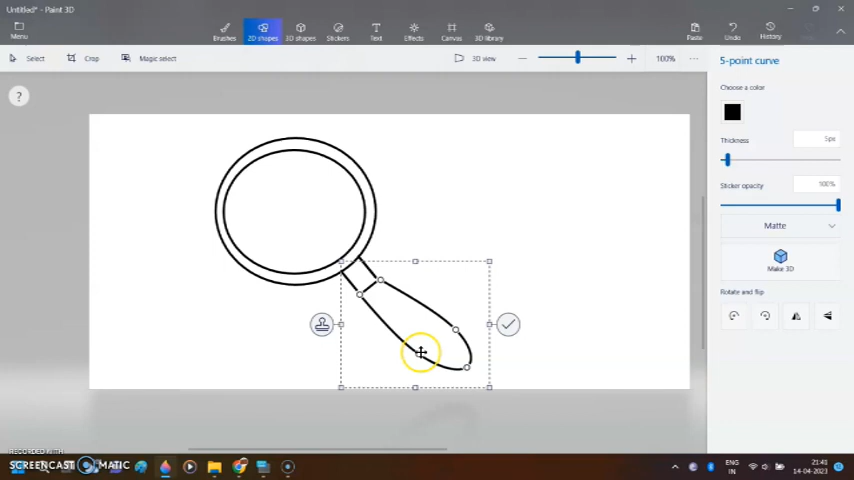 Untitled* - Paint 3D
Menu
Brushes
2D shapes
3D shapes
Stickers
Text
Effects
Canvas
3D library
Paste
Undo
History
Select
Crop
Magic select
3D view
100%
5-point curve
?
Choose a color
Thickness
5px
Sticker opacity
100%
Matte
Make 3D
Rotate and flip
RECORDED WITH
SCREENCAST MATIC
ENG
IN
21:41
14-04-2023